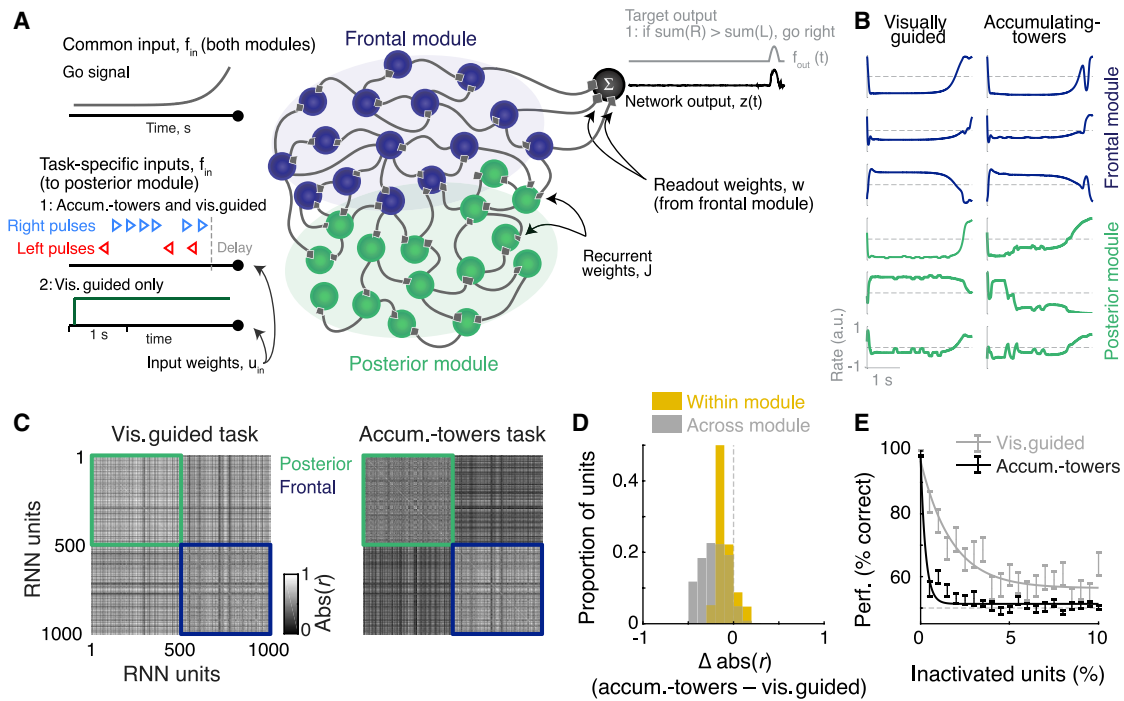 A
Common input, fin (both modules)
Go signal
Time, s
Task-specific inputs, fin
(to posterior module)
1: Accum.-towers and vis.guided
Right pulses
Left pulses
Delay
2: Vis. guided only
1 s
time
Input weights, uin
Frontal module
Posterior module
Σ
Target output
1: if sum(R) > sum(L), go right
fout (t)
Network output, z(t)
Readout weights, w
(from frontal module)
Recurrent
weights, J
B
Visually
guided
Accumulating-
towers
Frontal module
Posterior module
Rate (a.u.)
1
-1
1 s
C
Vis. guided task
Accum.-towers task
Posterior
Frontal
RNN units
1
500
1000
1
500
1000
RNN units
1
0
Abs(r)
D
Within module
Across module
Proportion of units
0.4
0.2
0
-1
0
1
Δ abs(r)
(accum.-towers – vis. guided)
E
Vis.guided
Accum.-towers
Perf. (% correct)
100
80
60
0
5
10
Inactivated units (%)